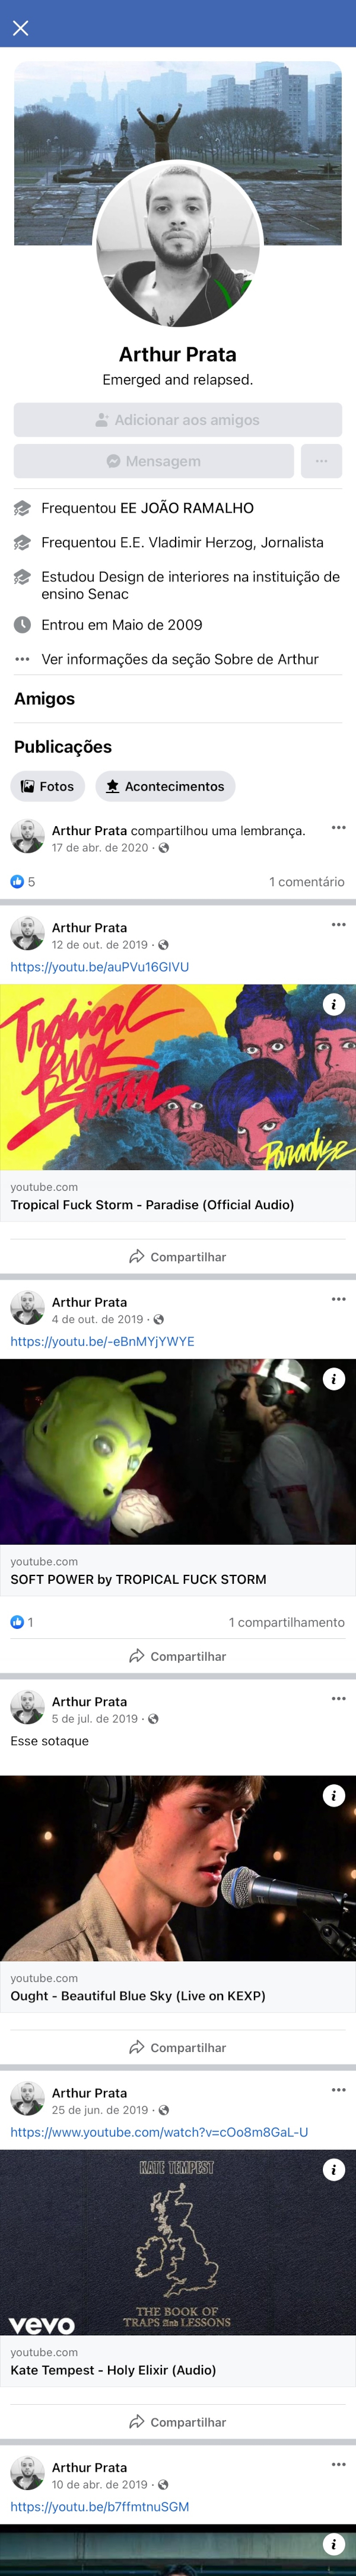 Arthur Prata
Emerged and relapsed.
Adicionar aos amigos
Mensagem
Frequentou EE JOÃO RAMALHO
Frequentou E.E. Vladimir Herzog, Jornalista
Estudou Design de interiores na instituição de
ensino Senac
Entrou em Maio de 2009
Ver informações da seção Sobre de Arthur
Amigos
Publicações
Fotos
Acontecimentos
Arthur Prata compartilhou uma lembrança.
17 de abr. de 2020 ·
5
1 comentário
Arthur Prata
12 de out. de 2019 ·
https://youtu.be/auPVu16GlVU
Tropical
Fuck
Storm
Paradise
youtube.com
Tropical Fuck Storm - Paradise (Official Audio)
Compartilhar
Arthur Prata
4 de out. de 2019 ·
https://youtu.be/-eBnMYjYWYE
youtube.com
SOFT POWER by TROPICAL FUCK STORM
1
1 compartilhamento
Compartilhar
Arthur Prata
5 de jul. de 2019 ·
Esse sotaque
youtube.com
Ought - Beautiful Blue Sky (Live on KEXP)
Compartilhar
Arthur Prata
25 de jun. de 2019 ·
https://www.youtube.com/watch?v=cOo8m8GaL-U
KATE TEMPEST
THE BOOK OF
TRAPS and LESSONS
vevo
youtube.com
Kate Tempest - Holy Elixir (Audio)
Compartilhar
Arthur Prata
10 de abr. de 2019 ·
https://youtu.be/b7ffmtnuSGM